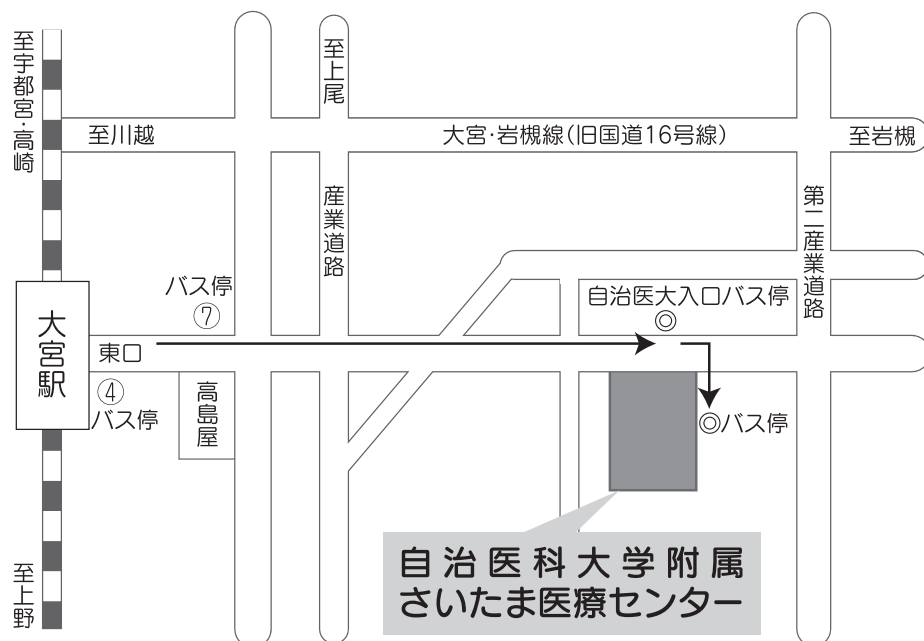 至宇都宮・高崎
至上尾
至川越
大宮・岩槻線(旧国道16号線)
至岩槻
産業道路
第二産業道路
バス停
⑦
自治医大入口バス停
◎
大宮駅
東口
④
バス停
高島屋
◎バス停
至上野
自治医科大学附属
さいたま医療センター